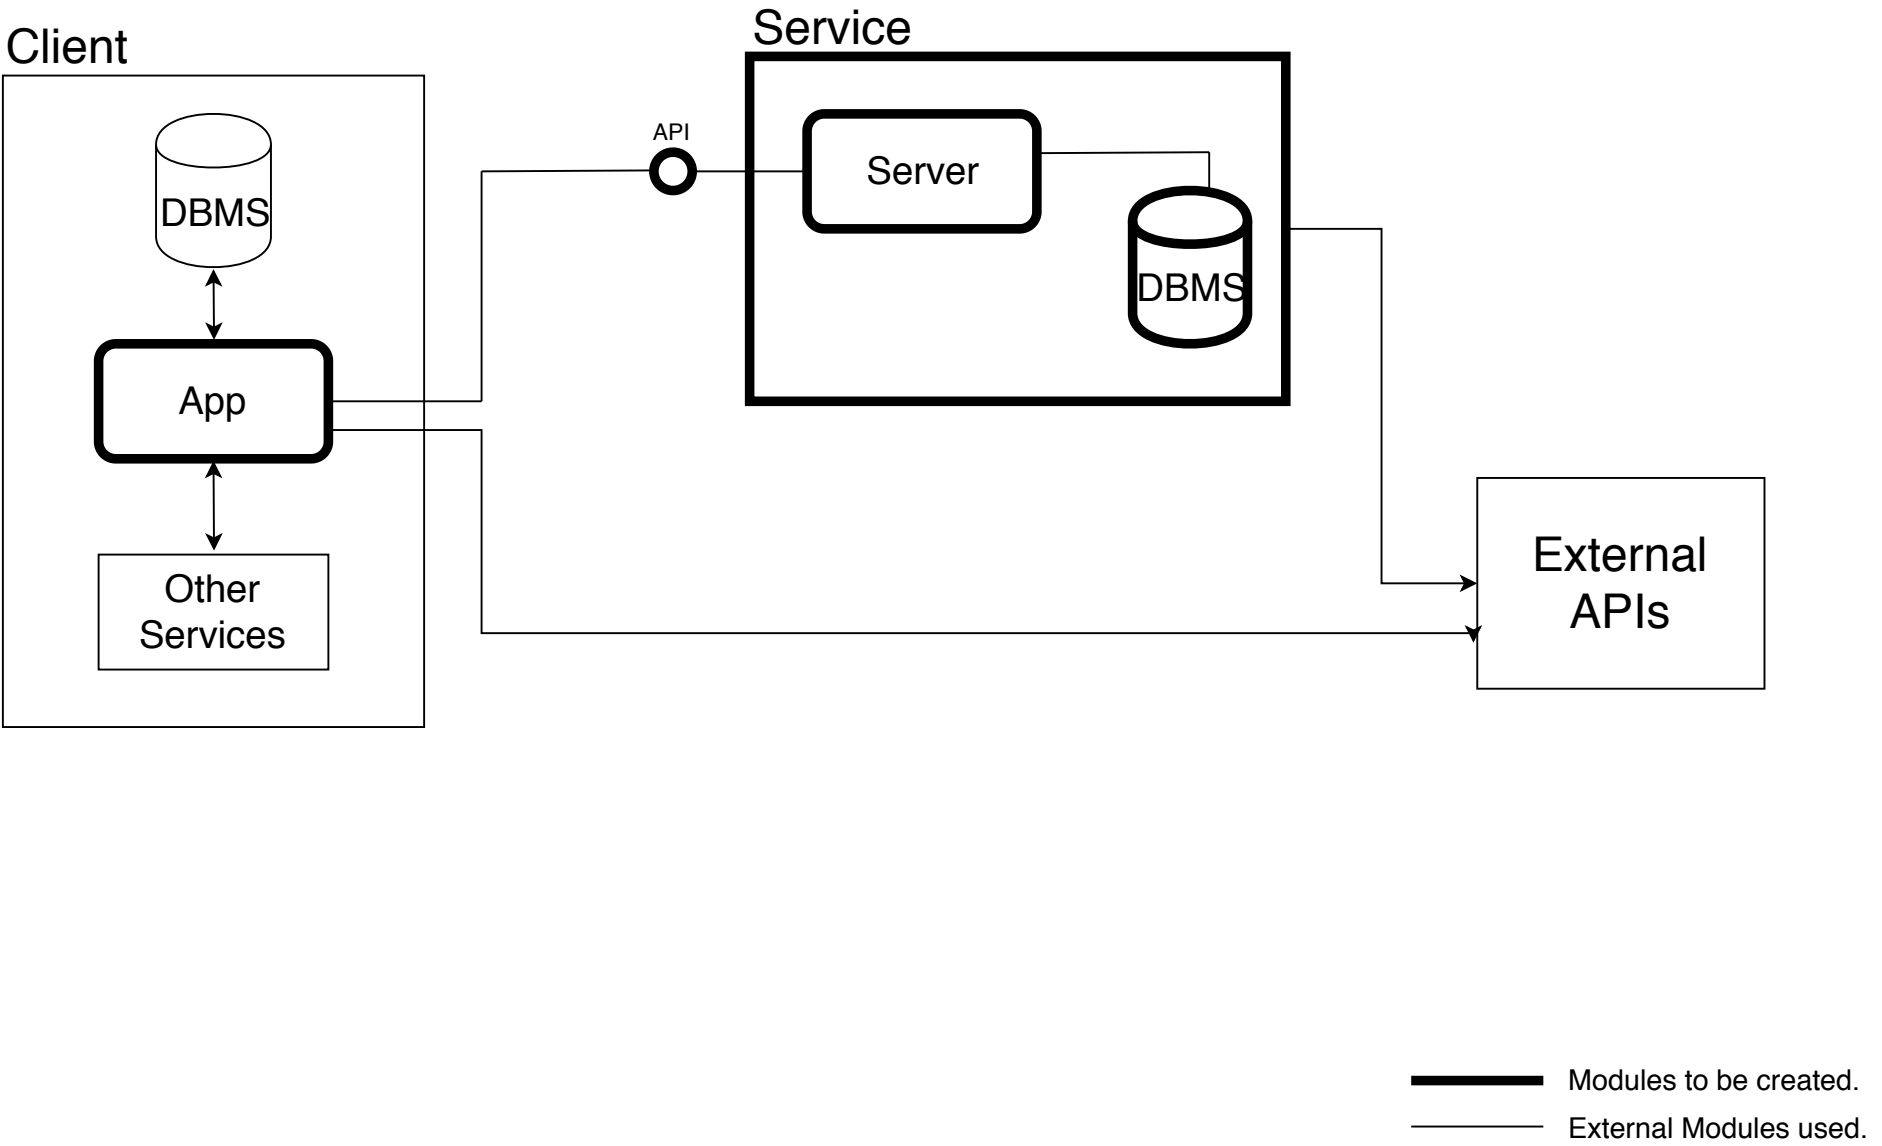 Client
Service
API
DBMS
Server
DBMS
App
Other
Services
External
APIs
Modules to be created.
External Modules used.